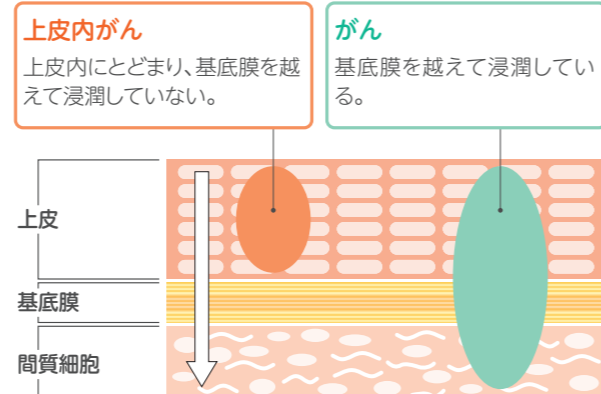 上皮内がん
上皮内にとどまり、基底膜を越
えて浸潤していない。
がん
基底膜を越えて浸潤してい
る。
上皮
基底膜
間質細胞